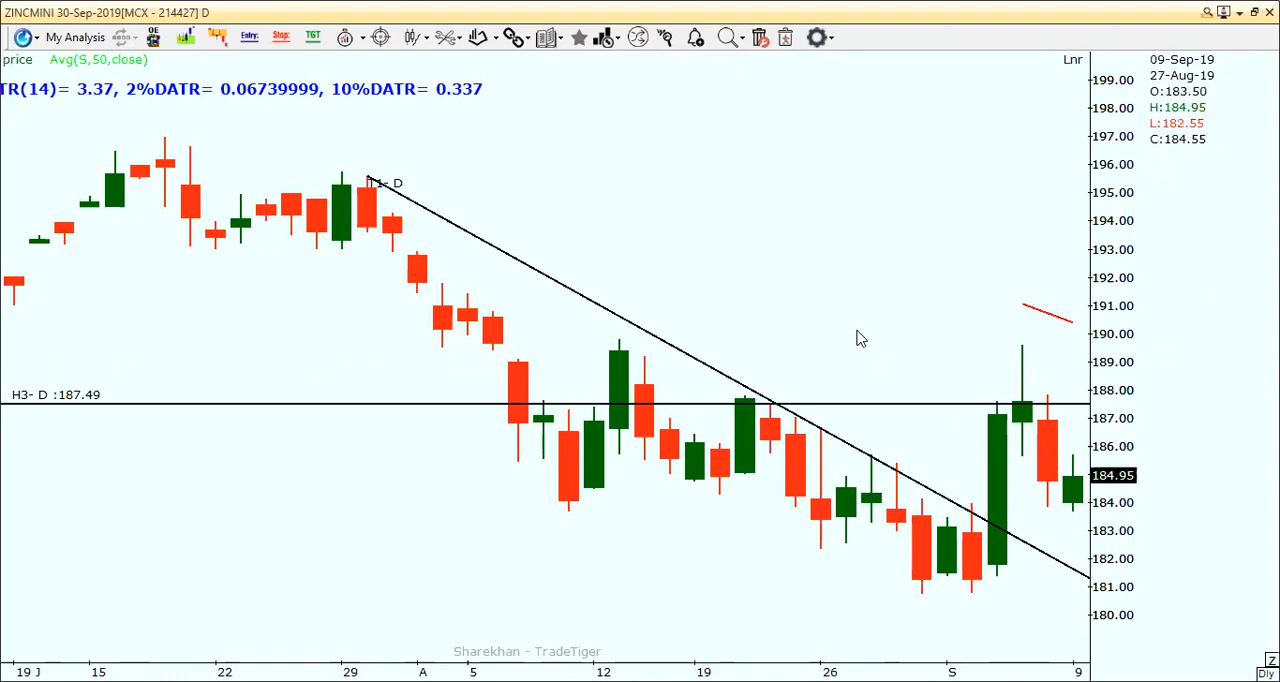 ZINCMINI 30-Sep-2019[MCX - 214427] D
My Analysis
OE
Entry:
Stop:
TGT
price Avg(S,50,close)
TR(14)= 3.37, 2%DATR= 0.06739999, 10%DATR= 0.337
Lnr
09-Sep-19
27-Aug-19
O:183.50
H:184.95
L:182.55
C:184.55
199.00
198.00
197.00
196.00
195.00
194.00
193.00
192.00
191.00
190.00
189.00
188.00
187.00
186.00
184.95
184.00
183.00
182.00
181.00
180.00
T1- D
H3- D :187.49
Sharekhan - TradeTiger
19 J 15 22 29 A 5 12 19 26 S 9
Z
Dly